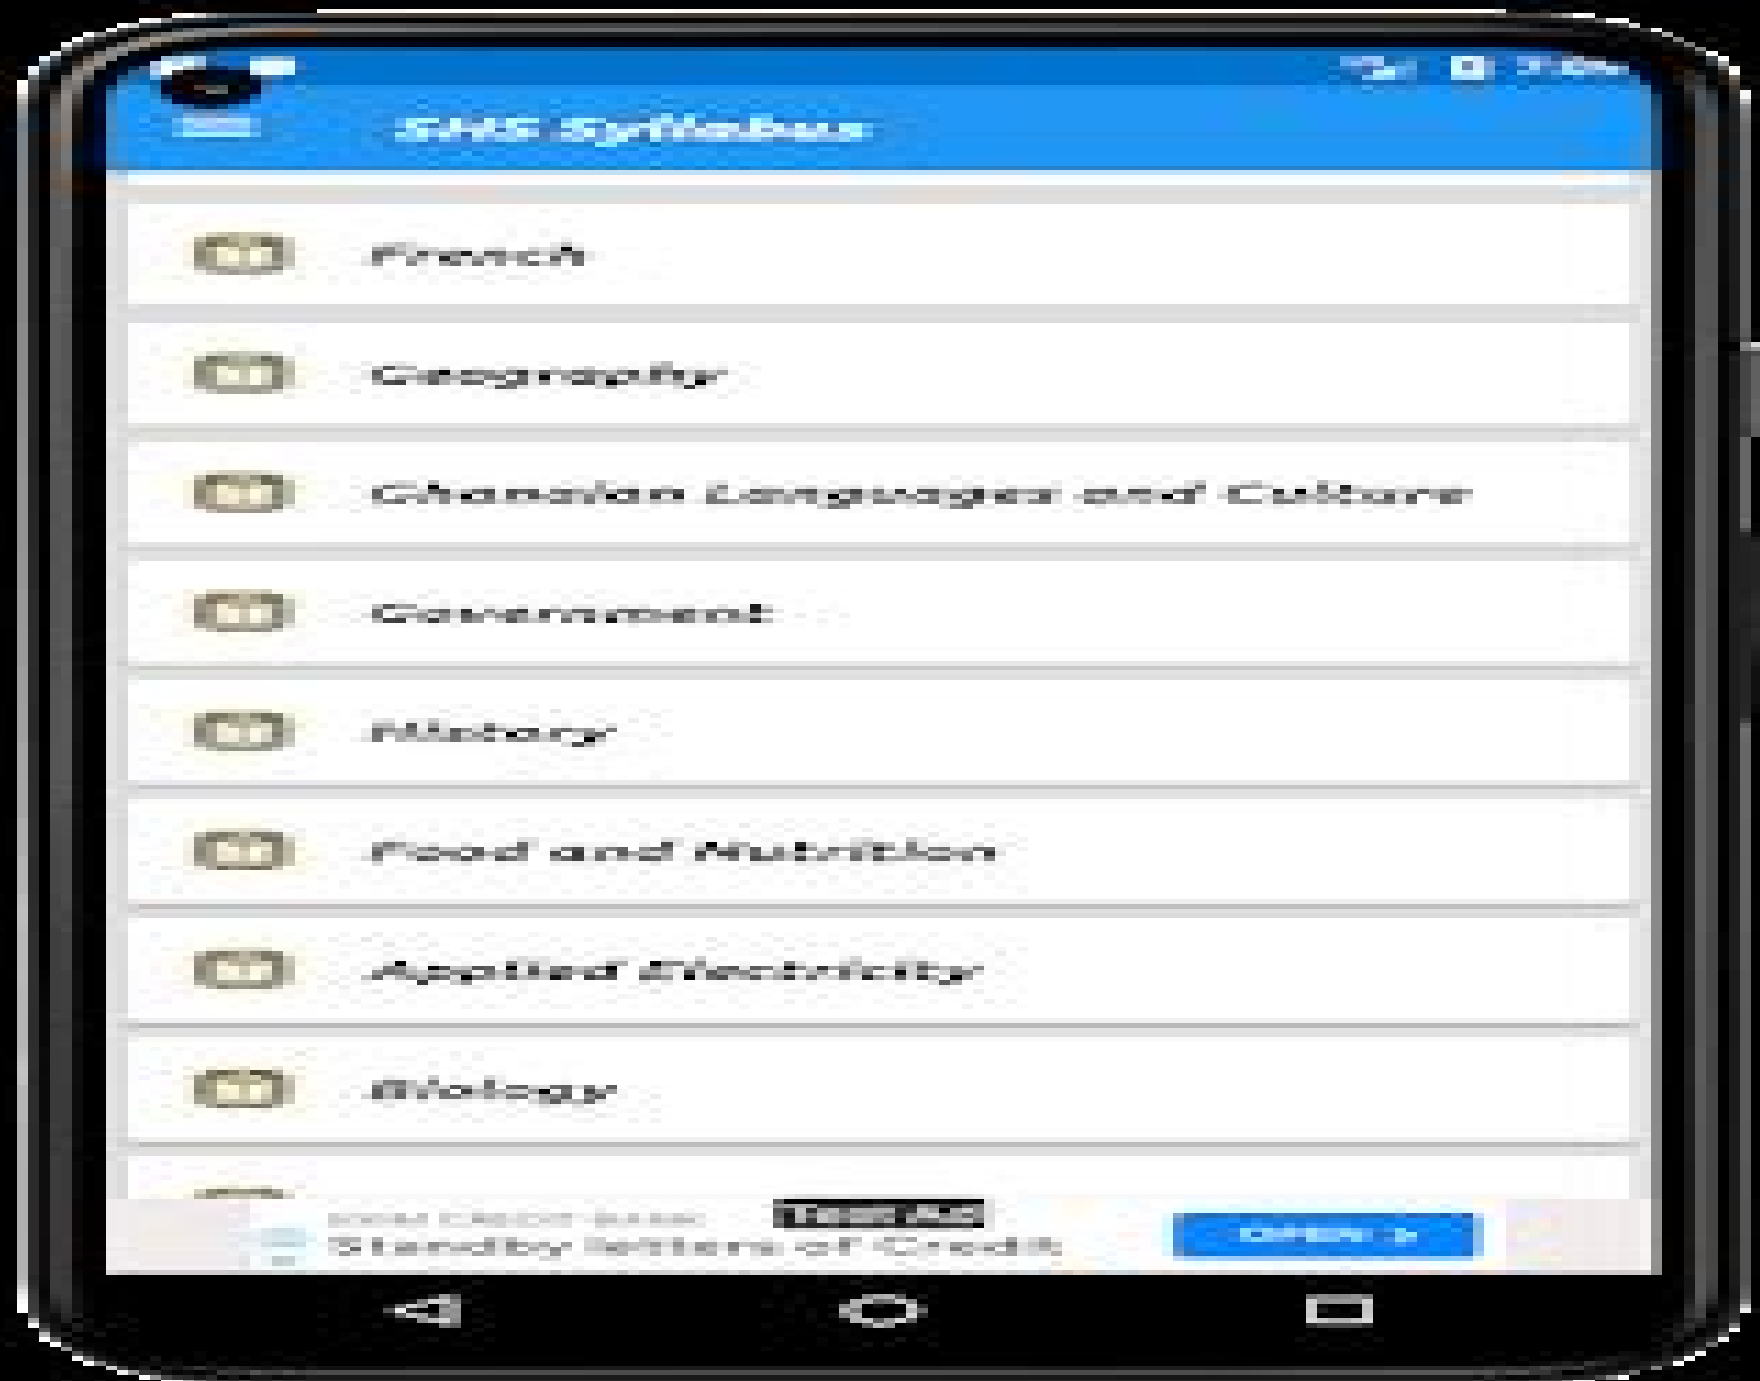 SHS Syllabus
French
Geography
Ghanaian Languages and Culture
Government
History
Food and Nutrition
Applied Electricity
Biology
Test Ad
Standby letters of Credit
OPEN >